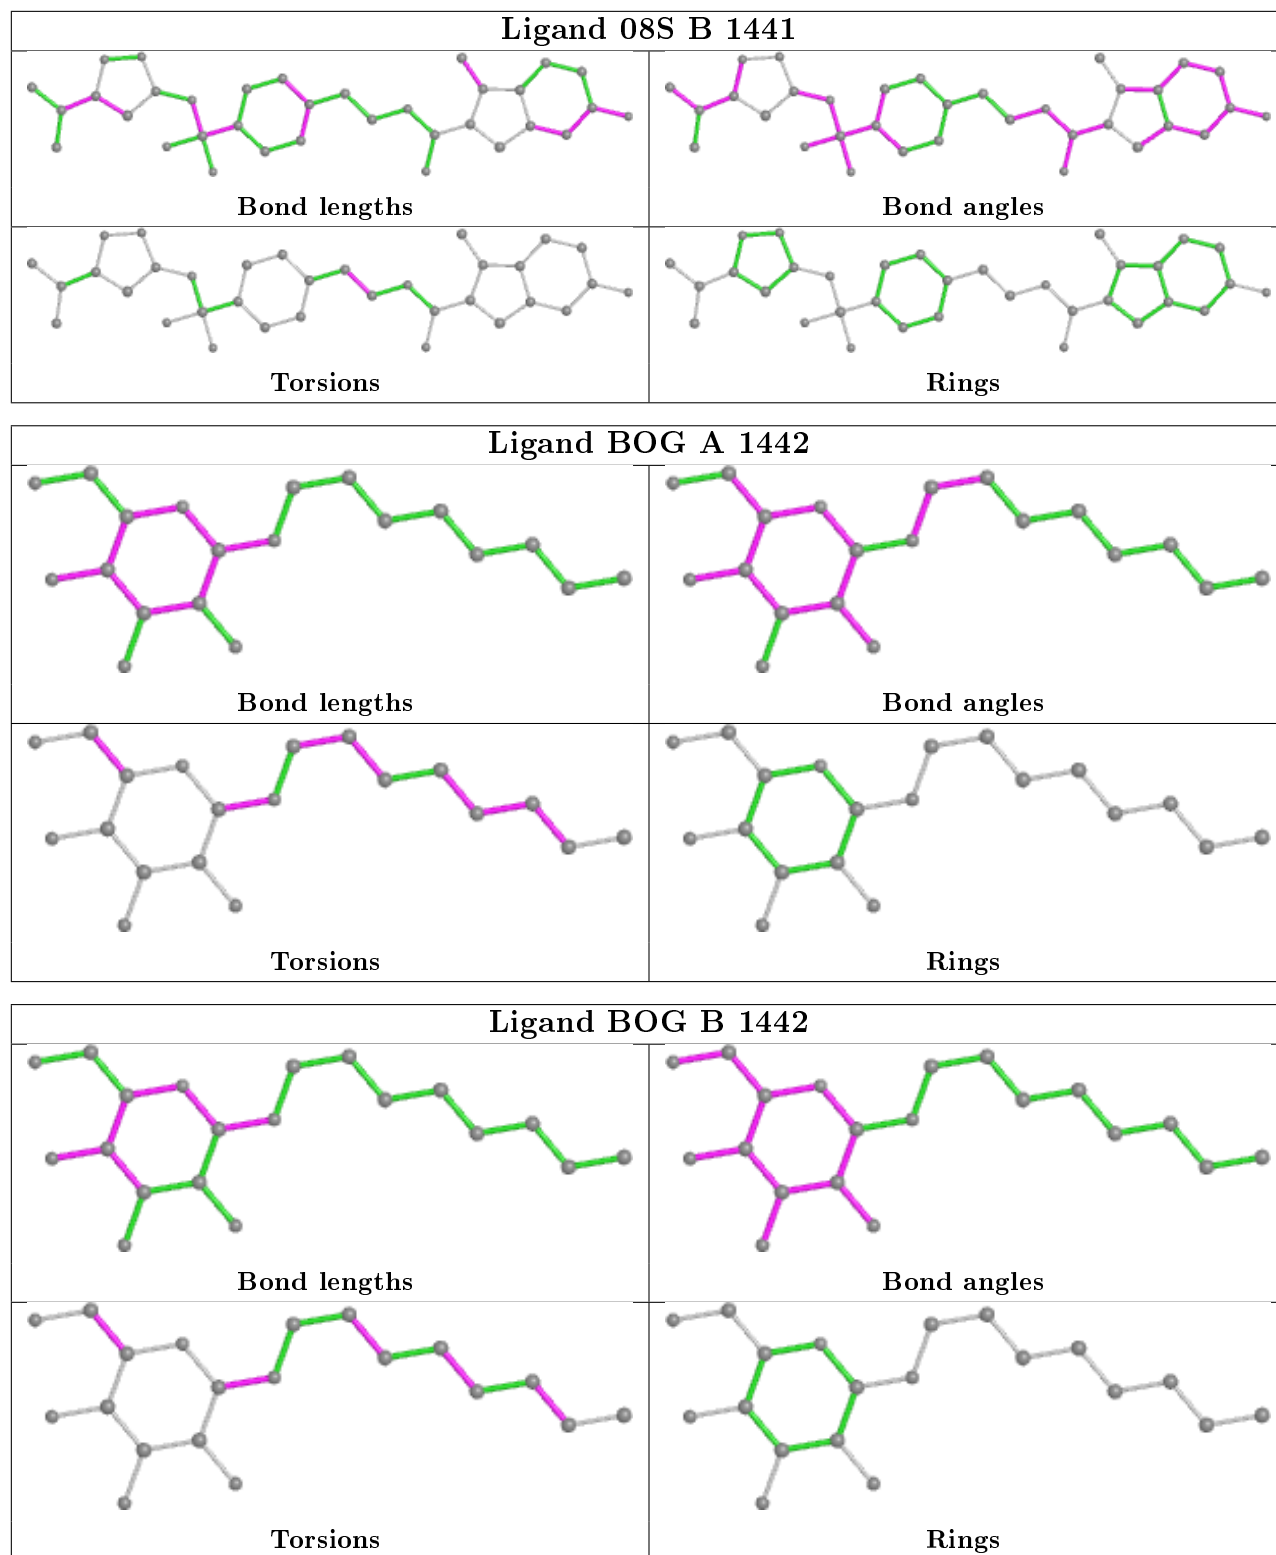 Ligand 08S B 1441
Bond lengths
Bond angles
Torsions
Rings
Ligand BOG A 1442
Bond lengths
Bond angles
Torsions
Rings
Ligand BOG B 1442
Bond lengths
Bond angles
Torsions
Rings